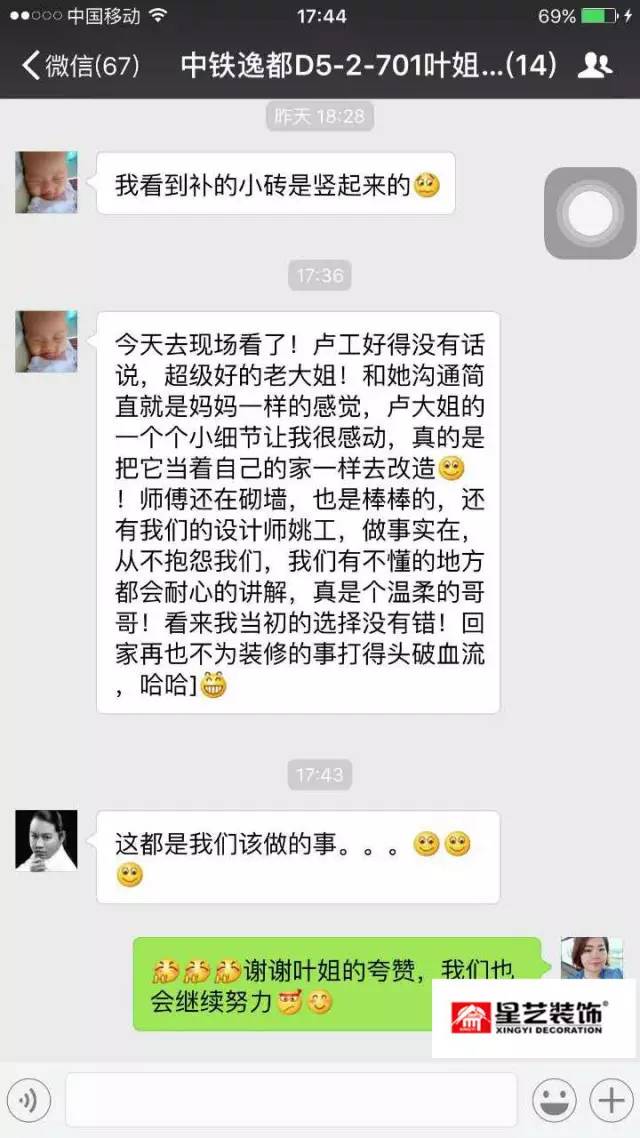 中国移动 17:44 69%
微信(67) 中铁逸都D5-2-701叶姐...(14)
昨天 18:28
我看到补的小砖是竖起来的
17:36
今天去现场看了！卢工好得没有话
说，超级好的老大姐！和她沟通简
直就是妈妈一样的感觉，卢大姐的
一个个小细节让我很感动，真的是
把它当着自己的家一样去改造
！师傅还在砌墙，也是棒棒的，还
有我们的设计师姚工，做事实在，
从不抱怨我们，我们有不懂的地方
都会耐心的讲解，真是个温柔的哥
哥！看来我当初的选择没有错！回
家再也不为装修的事打得头破血流
，哈哈]
17:43
这都是我们该做的事。。。
谢谢叶姐的夸赞，我们也
会继续努力
星艺装饰®
XINGYI DECORATION